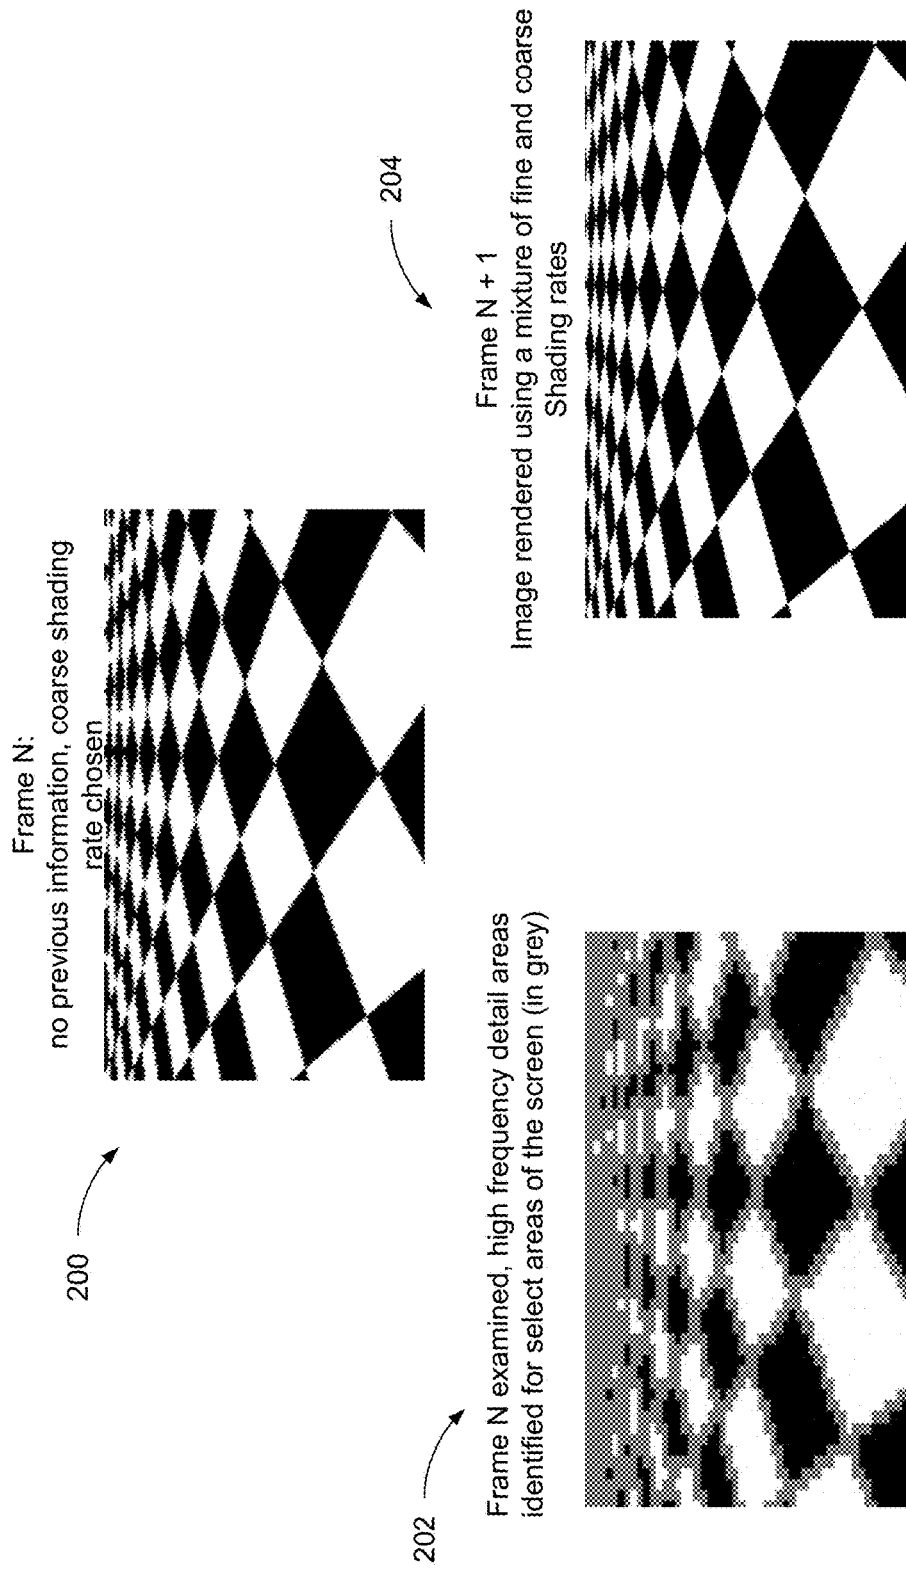 200
Frame N:
no previous information, coarse shading
rate chosen
202
Frame N examined, high frequency detail areas
identified for select areas of the screen (in grey)
204
Frame N + 1
Image rendered using a mixture of fine and coarse
Shading rates